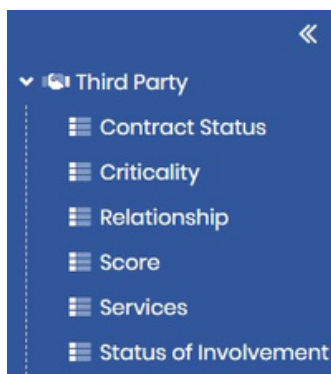 Third Party
Contract Status
Criticality
Relationship
Score
Services
Status of Involvement